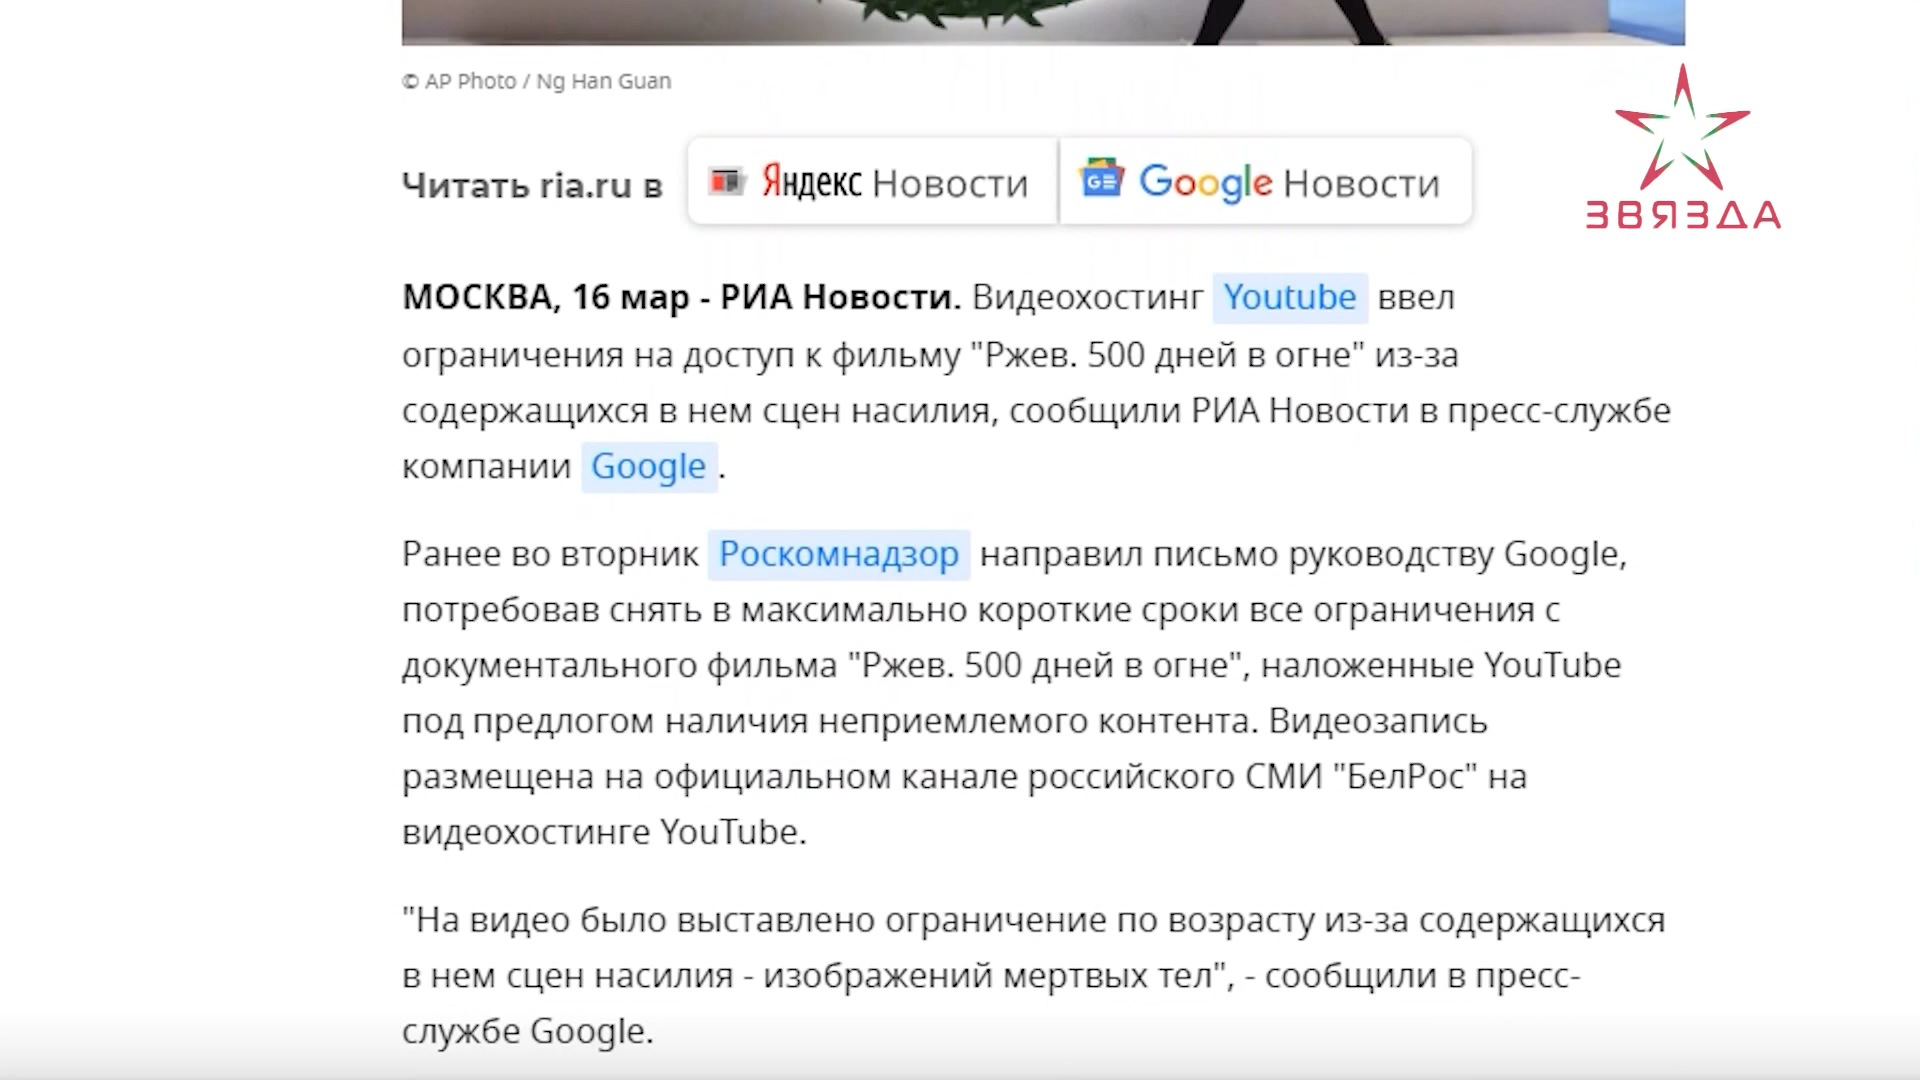 © AP Photo / Ng Han Guan
Читать ria.ru в Яндекс Новости GE Google Новости
ЗВЯЗДА
МОСКВА, 16 мар - РИА Новости. Видеохостинг Youtube ввел
ограничения на доступ к фильму "Ржев. 500 дней в огне" из-за
содержащихся в нем сцен насилия, сообщили РИА Новости в пресс-службе
компании Google .
Ранее во вторник Роскомнадзор направил письмо руководству Google,
потребовав снять в максимально короткие сроки все ограничения с
документального фильма "Ржев. 500 дней в огне", наложенные YouTube
под предлогом наличия неприемлемого контента. Видеозапись
размещена на официальном канале российского СМИ "БелРос" на
видеохостинге YouTube.
"На видео было выставлено ограничение по возрасту из-за содержащихся
в нем сцен насилия - изображений мертвых тел", - сообщили в пресс-
службе Google.